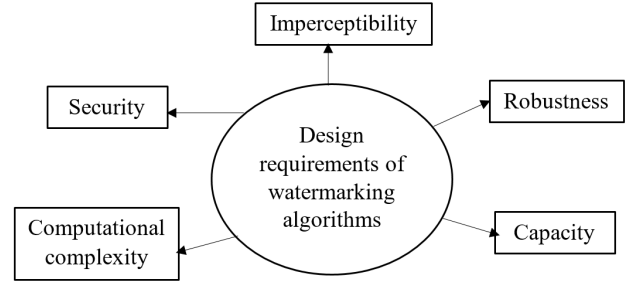 Imperceptibility
Security
Robustness
Design
requirements of
watermarking
algorithms
Computational
complexity
Capacity